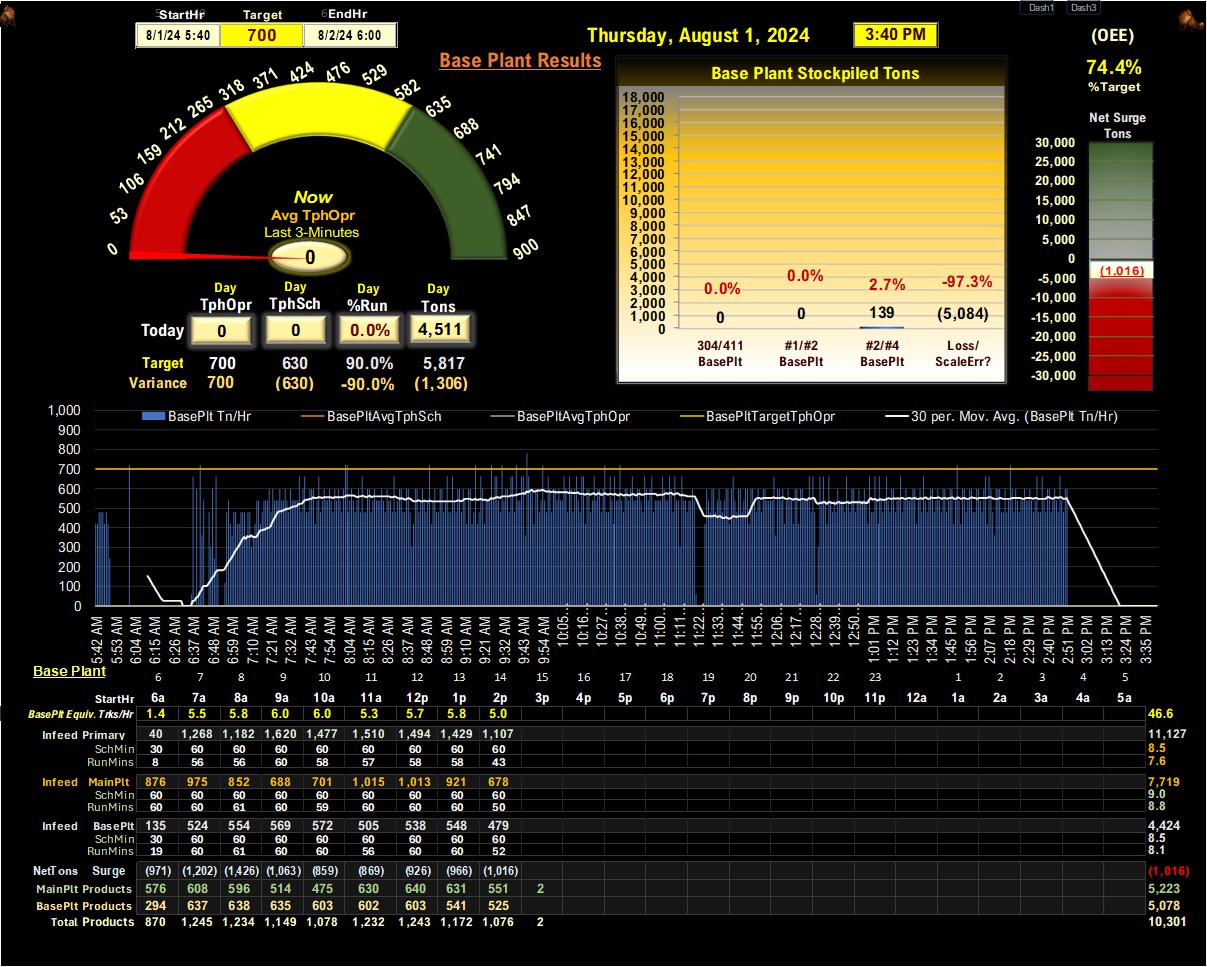 Dash1 Dash3
StartHr Target EndHr
8/1/24 5:40 700 8/2/24 6:00
Thursday, August 1, 2024 3:40 PM
(OEE)
74.4%
%Target
Base Plant Results
0 53 106 159 212 265 318 371 424 476 529 582 635 688 741 794 847 900
Now
Avg TphOpr
Last 3-Minutes
0
Base Plant Stockpiled Tons
18,000
17,000
16,000
15,000
14,000
13,000
12,000
11,000
10,000
9,000
8,000
7,000
6,000
5,000
4,000
3,000
2,000
1,000
0
0.0% 0.0% 2.7% -97.3%
0 0 139 (5,084)
304/411 #1/#2 #2/#4 Loss/
BasePlt BasePlt BasePlt ScaleErr?
Net Surge
Tons
30,000
25,000
20,000
15,000
10,000
5,000
0
(1,016)
-5,000
-10,000
-15,000
-20,000
-25,000
-30,000
Day Day Day Day
TphOpr TphSch %Run Tons
Today 0 0 0.0% 4,511
Target 700 630 90.0% 5,817
Variance 700 (630) -90.0% (1,306)
BasePlt Tn/Hr BasePltAvgTphSch BasePltAvgTphOpr BasePltTargetTphOpr 30 per. Mov. Avg. (BasePlt Tn/Hr)
1,000
900
800
700
600
500
400
300
200
100
0
5:42 AM 5:53 AM 6:04 AM 6:15 AM 6:26 AM 6:37 AM 6:48 AM 6:59 AM 7:10 AM 7:21 AM 7:32 AM 7:43 AM 7:54 AM 8:04 AM 8:15 AM 8:26 AM 8:37 AM 8:48 AM 8:59 AM 9:10 AM 9:21 AM 9:32 AM 9:43 AM 9:54 AM 10:05… 10:16… 10:27… 10:38… 10:49… 11:00… 11:11… 11:22… 11:33… 11:44… 11:55… 12:06… 12:17… 12:28… 12:39… 12:50… 1:01 PM 1:12 PM 1:23 PM 1:34 PM 1:45 PM 1:56 PM 2:07 PM 2:18 PM 2:29 PM 2:40 PM 2:51 PM 3:02 PM 3:13 PM 3:24 PM 3:35 PM
Base Plant 6 7 8 9 10 11 12 13 14 15 16 17 18 19 20 21 22 23 1 2 3 4 5
StartHr 6a 7a 8a 9a 10a 11a 12p 1p 2p 3p 4p 5p 6p 7p 8p 9p 10p 11p 12a 1a 2a 3a 4a 5a
BasePlt Equiv. Trks/Hr 1.4 5.5 5.8 6.0 6.0 5.3 5.7 5.8 5.0 46.6
Infeed Primary 40 1,268 1,182 1,620 1,477 1,510 1,494 1,429 1,107 11,127
SchMin 30 60 60 60 60 60 60 60 60 8.5
RunMins 8 56 56 60 58 57 58 58 43 7.6
Infeed MainPlt 876 975 852 688 701 1,015 1,013 921 678 7,719
SchMin 60 60 60 60 60 60 60 60 60 9.0
RunMins 60 60 61 60 59 60 60 60 50 8.8
Infeed BasePlt 135 524 554 569 572 505 538 548 479 4,424
SchMin 30 60 60 60 60 60 60 60 60 8.5
RunMins 19 60 61 60 60 56 60 60 52 8.1
NetTons Surge (971) (1,202) (1,426) (1,063) (859) (869) (926) (966) (1,016) (1,016)
MainPlt Products 576 608 596 514 475 630 640 631 551 2 5,223
BasePlt Products 294 637 638 635 603 602 603 541 525 5,078
Total Products 870 1,245 1,234 1,149 1,078 1,232 1,243 1,172 1,076 2 10,301